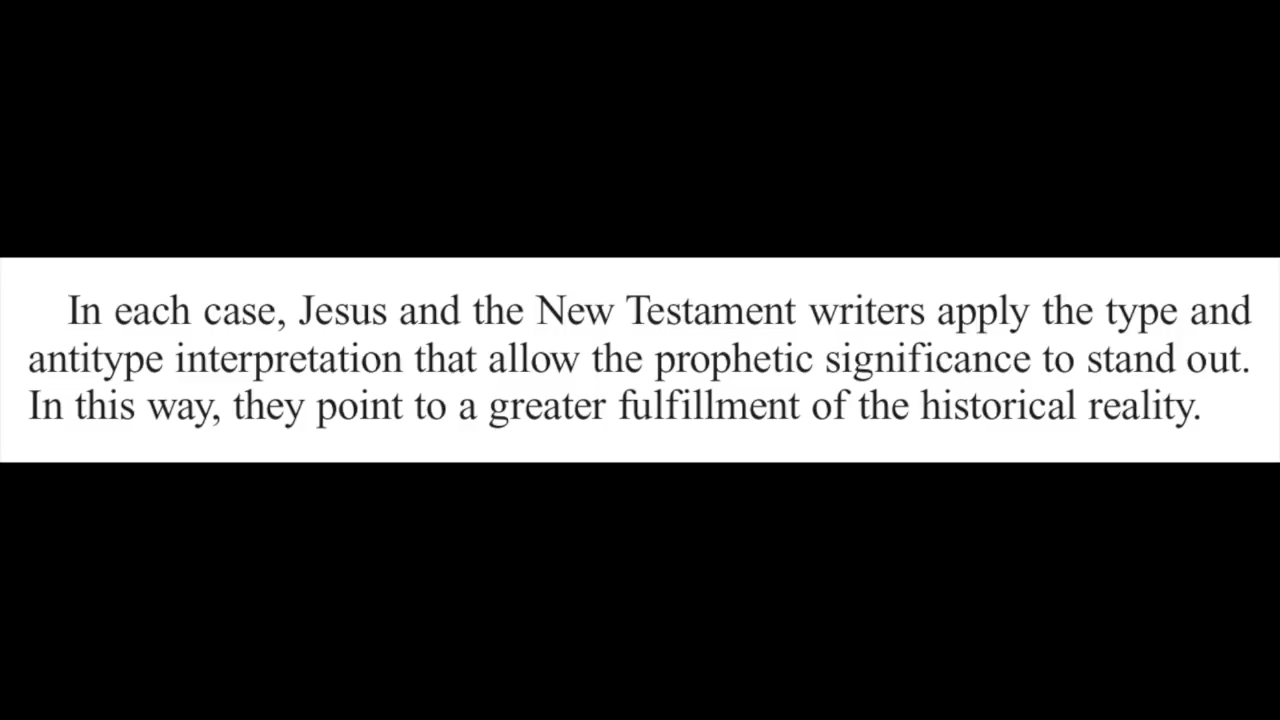 In each case, Jesus and the New Testament writers apply the type and
antitype interpretation that allow the prophetic significance to stand out.
In this way, they point to a greater fulfillment of the historical reality.